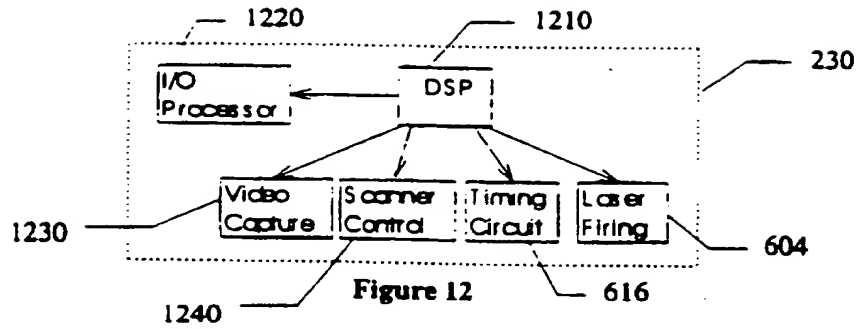 1220
1210
230
I/O
Processor
DSP
Video
Capture
Scanner
Control
Timing
Circuit
Laser
Firing
1230
1240
616
604
Figure 12